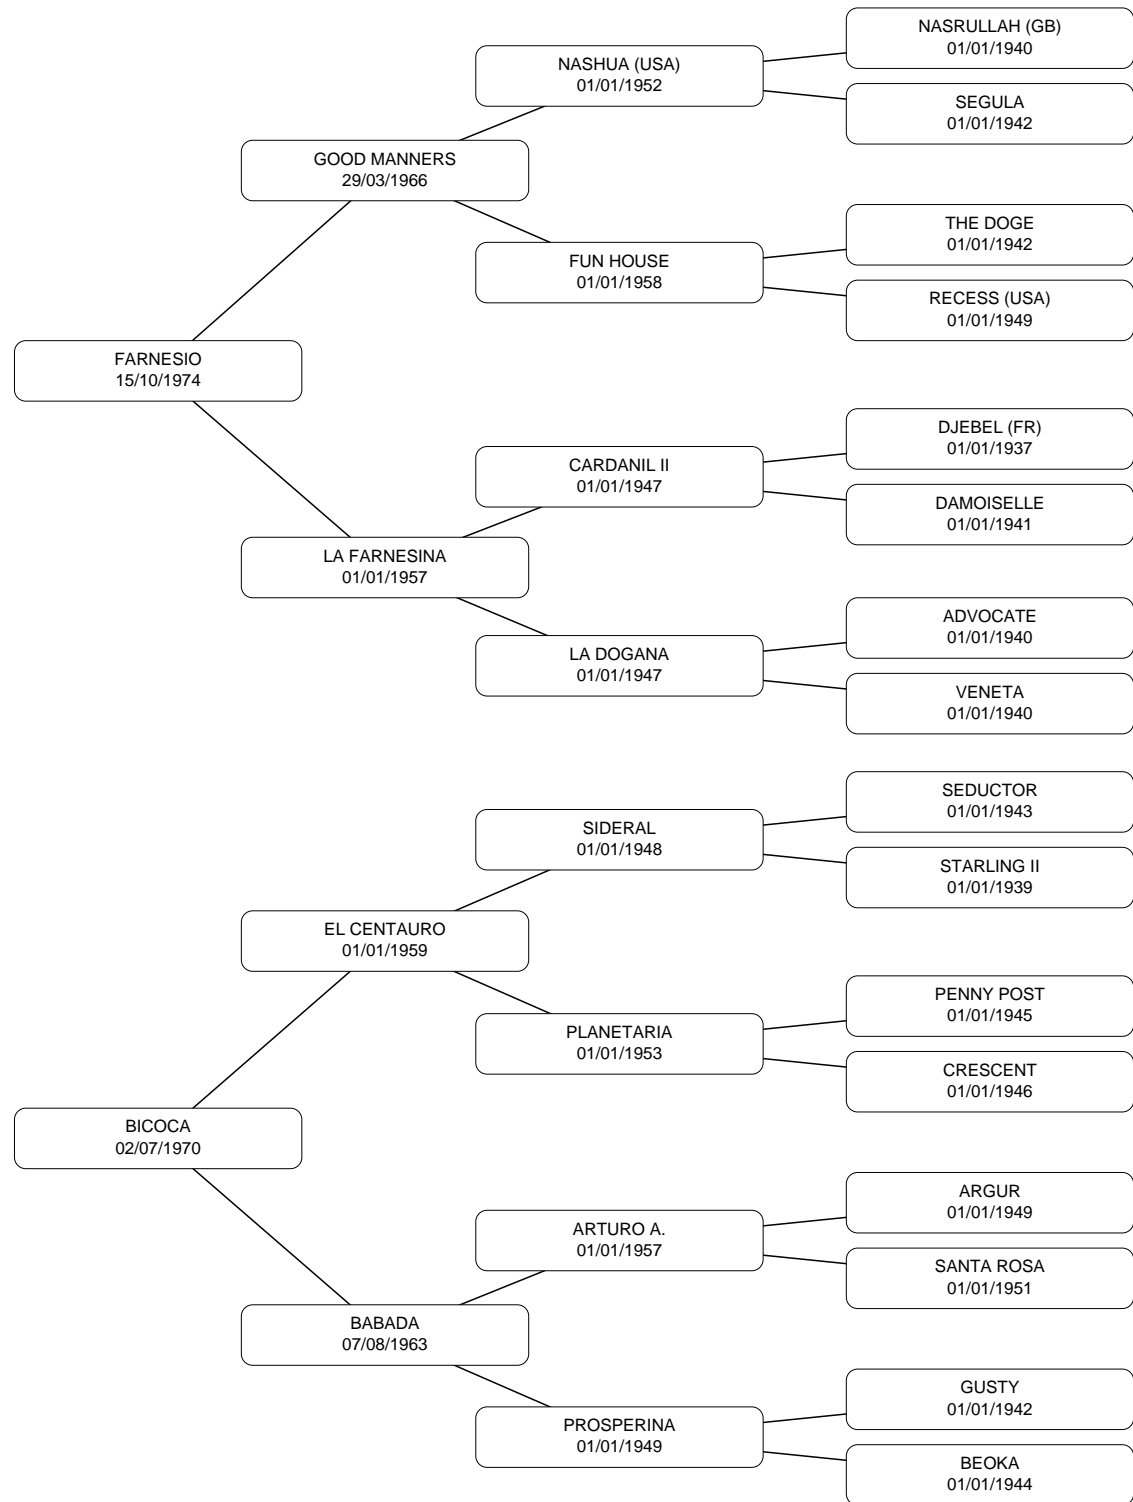 NASRULLAH (GB)
01/01/1940
NASHUA (USA)
01/01/1952
SEGULA
01/01/1942
GOOD MANNERS
29/03/1966
THE DOGE
01/01/1942
FUN HOUSE
01/01/1958
RECESS (USA)
01/01/1949
FARNESIO
15/10/1974
DJEBEL (FR)
01/01/1937
CARDANIL II
01/01/1947
DAMOISELLE
01/01/1941
LA FARNESINA
01/01/1957
ADVOCATE
01/01/1940
LA DOGANA
01/01/1947
VENETA
01/01/1940
SEDUCTOR
01/01/1943
SIDERAL
01/01/1948
STARLING II
01/01/1939
EL CENTAURO
01/01/1959
PENNY POST
01/01/1945
PLANETARIA
01/01/1953
CRESCENT
01/01/1946
BICOCA
02/07/1970
ARGUR
01/01/1949
ARTURO A.
01/01/1957
SANTA ROSA
01/01/1951
BABADA
07/08/1963
GUSTY
01/01/1942
PROSPERINA
01/01/1949
BEOKA
01/01/1944